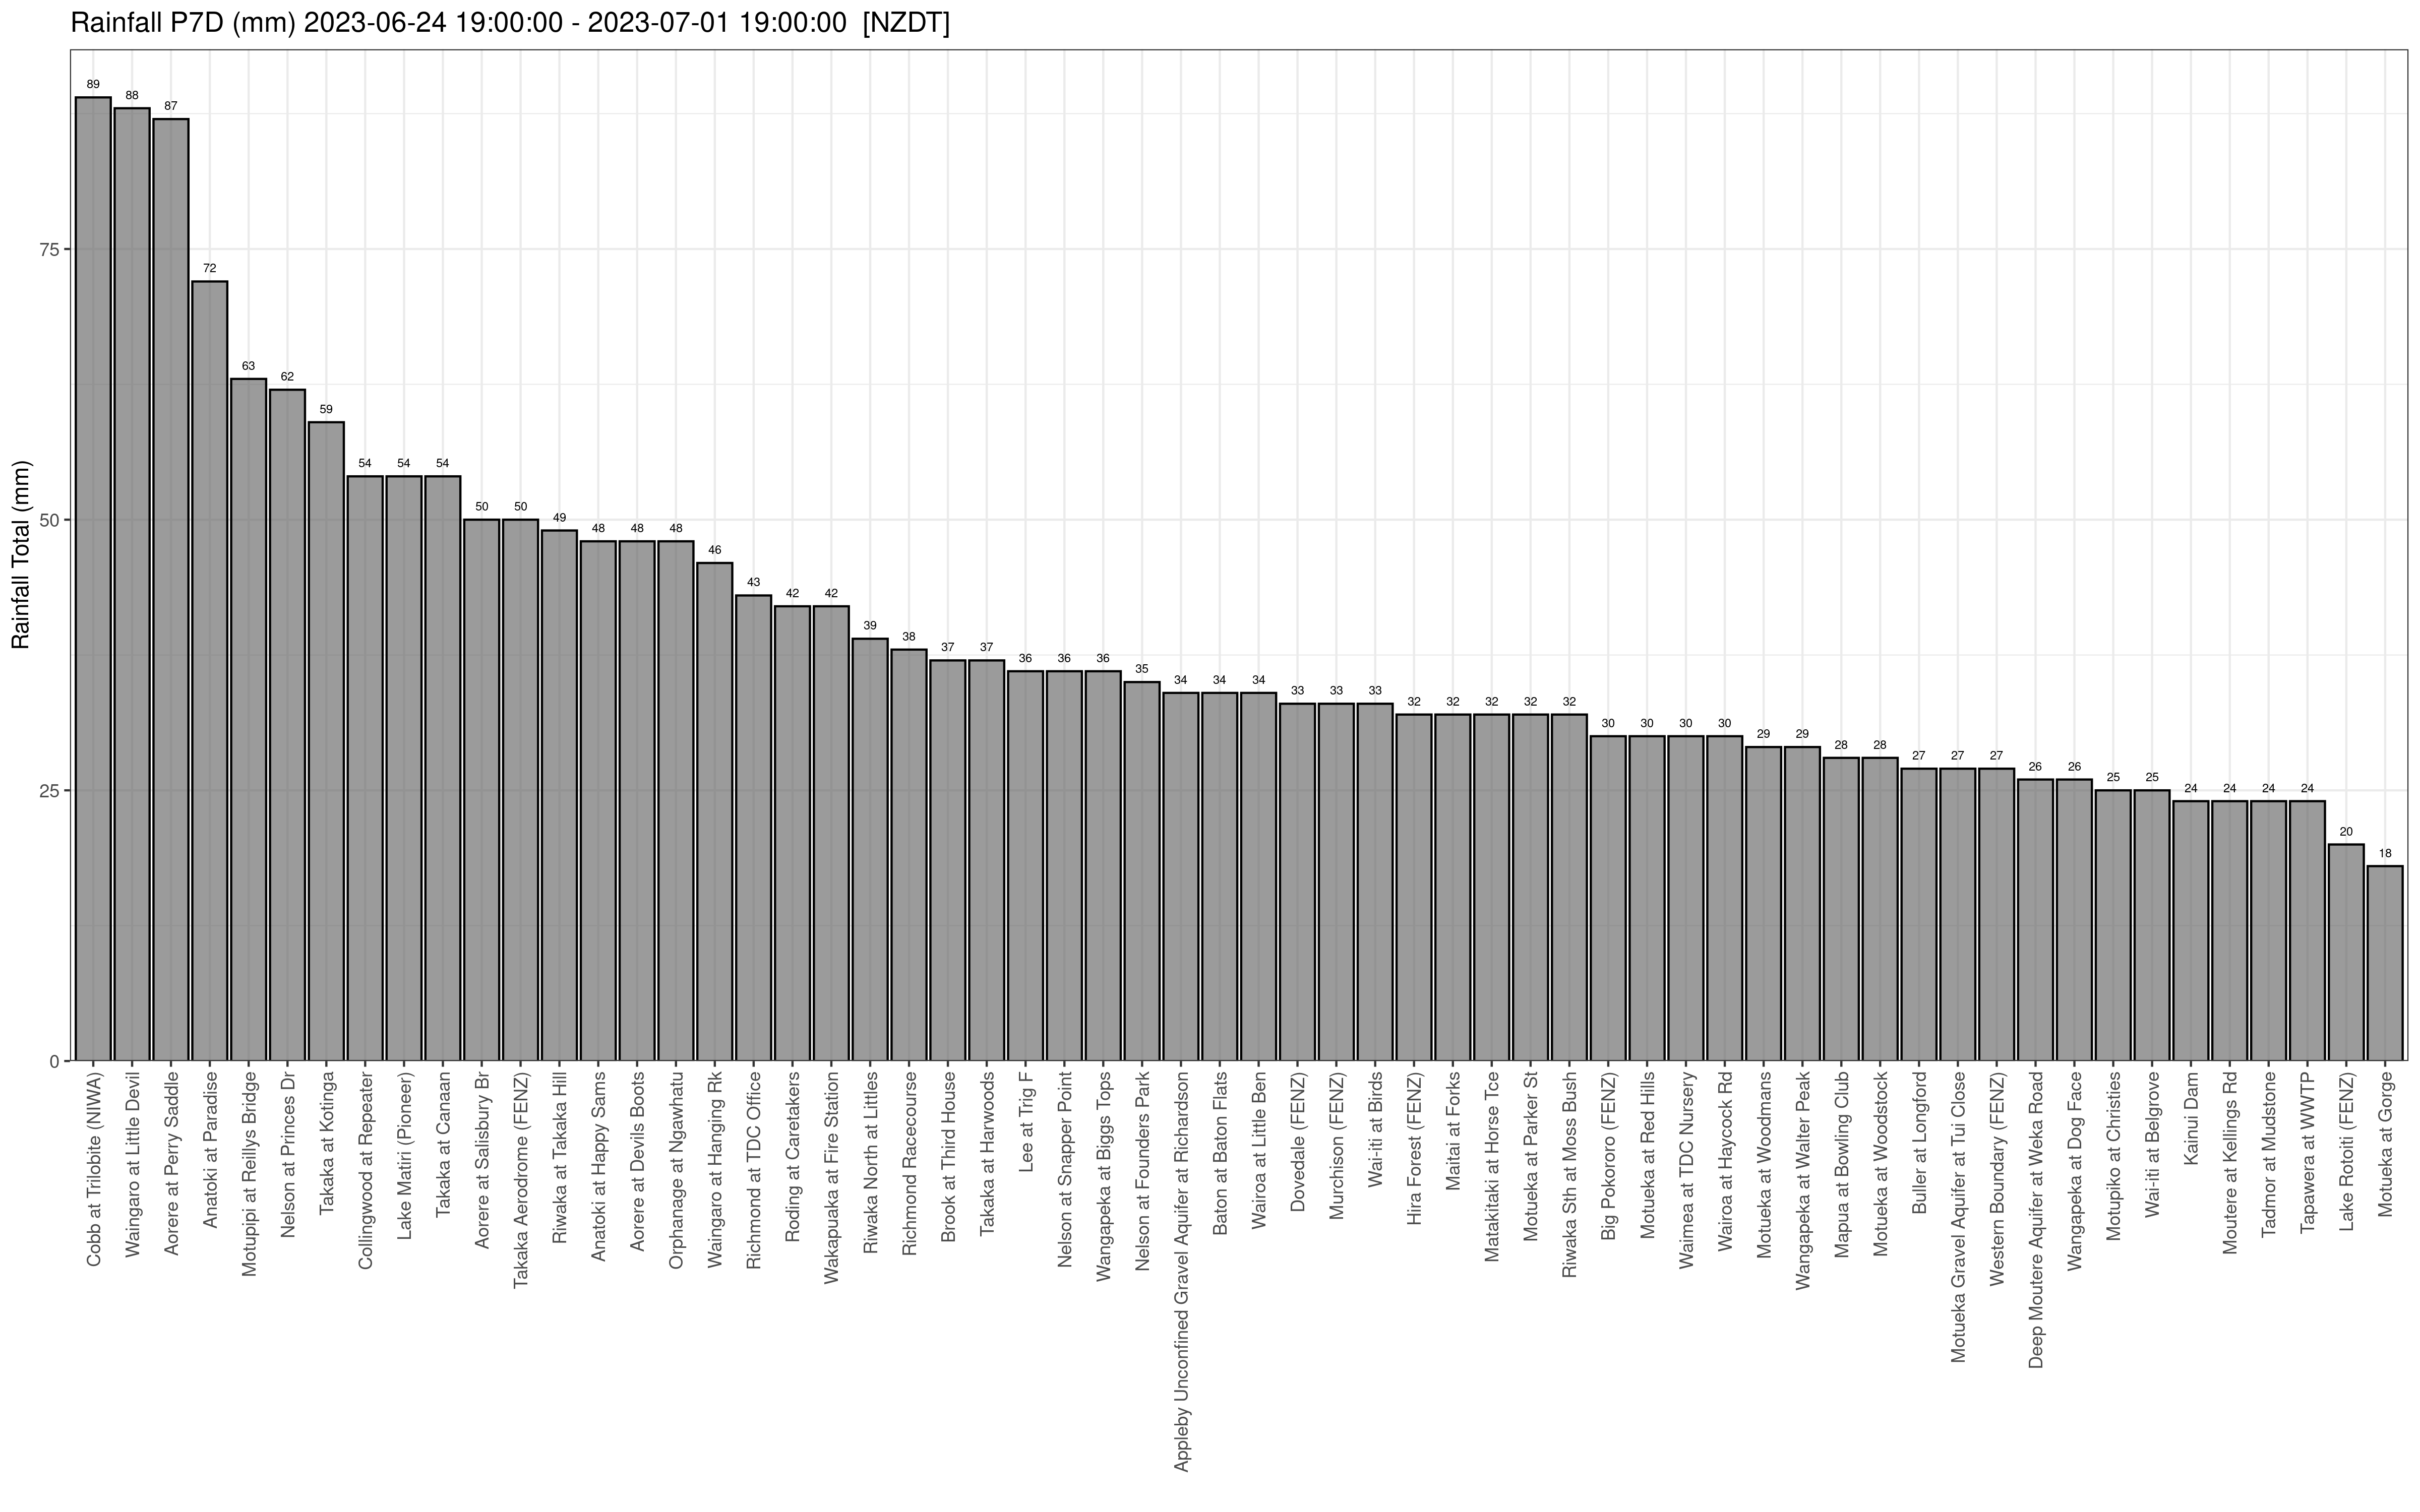 Rainfall P7D (mm) 2023-06-24 19:00:00 - 2023-07-01 19:00:00 [NZDT]
Rainfall Total (mm)
75
50
25
0
89
88
87
72
63
62
59
54
54
54
50
50
49
48
48
48
46
43
42
42
39
38
37
37
36
36
36
35
34
34
34
33
33
33
32
32
32
32
32
30
30
30
30
29
29
28
28
27
27
27
26
26
25
25
24
24
24
24
20
18
Cobb at Trilobite (NIWA)
Waingaro at Little Devil
Aorere at Perry Saddle
Anatoki at Paradise
Motupipi at Reillys Bridge
Nelson at Princes Dr
Takaka at Kotinga
Collingwood at Repeater
Lake Matiri (Pioneer)
Takaka at Canaan
Aorere at Salisbury Br
Takaka Aerodrome (FENZ)
Riwaka at Takaka Hill
Anatoki at Happy Sams
Aorere at Devils Boots
Orphanage at Ngawhatu
Waingaro at Hanging Rk
Richmond at TDC Office
Roding at Caretakers
Wakapuaka at Fire Station
Riwaka North at Littles
Richmond Racecourse
Brook at Third House
Takaka at Harwoods
Lee at Trig F
Nelson at Snapper Point
Wangapeka at Biggs Tops
Nelson at Founders Park
Appleby Unconfined Gravel Aquifer at Richardson
Baton at Baton Flats
Wairoa at Little Ben
Dovedale (FENZ)
Murchison (FENZ)
Wai-iti at Birds
Hira Forest (FENZ)
Maitai at Forks
Matakitaki at Horse Tce
Motueka at Parker St
Riwaka Sth at Moss Bush
Big Pokororo (FENZ)
Motueka at Red Hills
Waimea at TDC Nursery
Wairoa at Haycock Rd
Motueka at Woodmans
Wangapeka at Walter Peak
Mapua at Bowling Club
Motueka at Woodstock
Buller at Longford
Motueka Gravel Aquifer at Tui Close
Western Boundary (FENZ)
Deep Moutere Aquifer at Weka Road
Wangapeka at Dog Face
Motupiko at Christies
Wai-iti at Belgrove
Kainui Dam
Moutere at Kellings Rd
Tadmor at Mudstone
Tapawera at WWTP
Lake Rotoiti (FENZ)
Motueka at Gorge